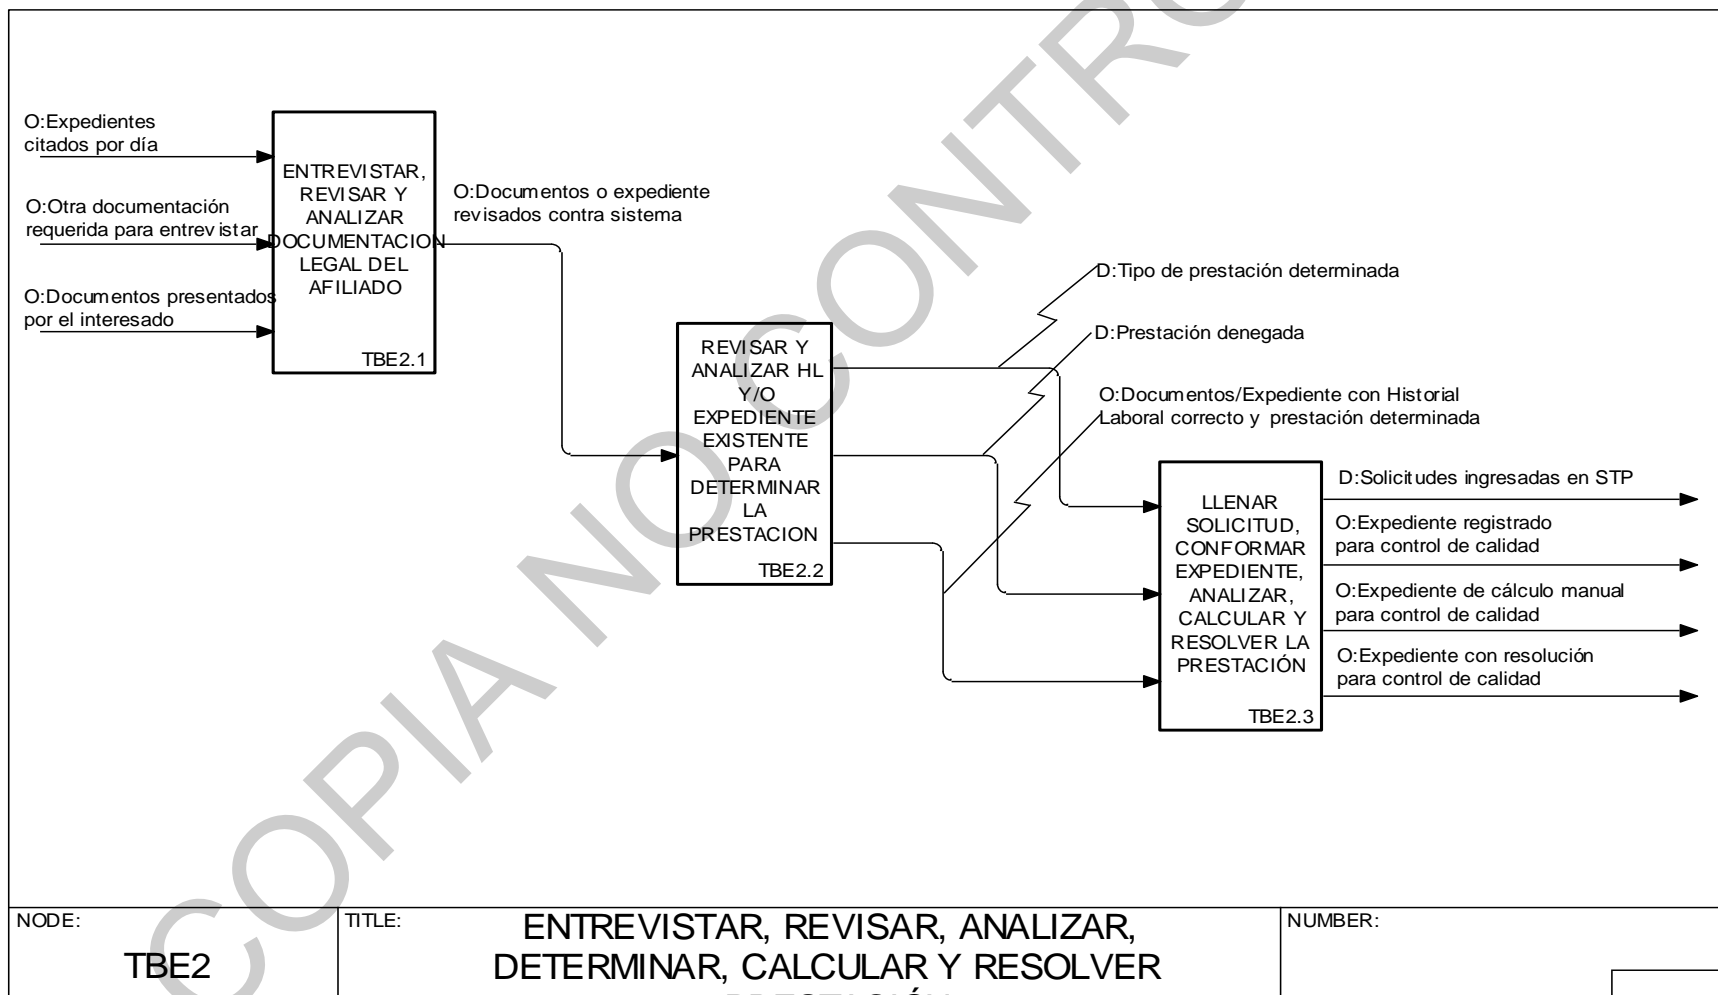 O:Expedientes
citados por día
O:Otra documentación
requerida para entrevistar
O:Documentos presentados
por el interesado
ENTREVISTAR,
REVISAR Y
ANALIZAR
DOCUMENTACION
LEGAL DEL
AFILIADO
TBE2.1
O:Documentos o expediente
revisados contra sistema
REVISAR Y
ANALIZAR HL
Y/O
EXPEDIENTE
EXISTENTE
PARA
DETERMINAR
LA
PRESTACION
TBE2.2
D:Tipo de prestación determinada
D:Prestación denegada
O:Documentos/Expediente con Historial
Laboral correcto y prestación determinada
LLENAR
SOLICITUD,
CONFORMAR
EXPEDIENTE,
ANALIZAR,
CALCULAR Y
RESOLVER LA
PRESTACIÓN
TBE2.3
D:Solicitudes ingresadas en STP
O:Expediente registrado
para control de calidad
O:Expediente de cálculo manual
para control de calidad
O:Expediente con resolución
para control de calidad
COPIA NO CONTRO
NODE:
TBE2
TITLE:
ENTREVISTAR, REVISAR, ANALIZAR,
DETERMINAR, CALCULAR Y RESOLVER
PRESTACIÓN
NUMBER: